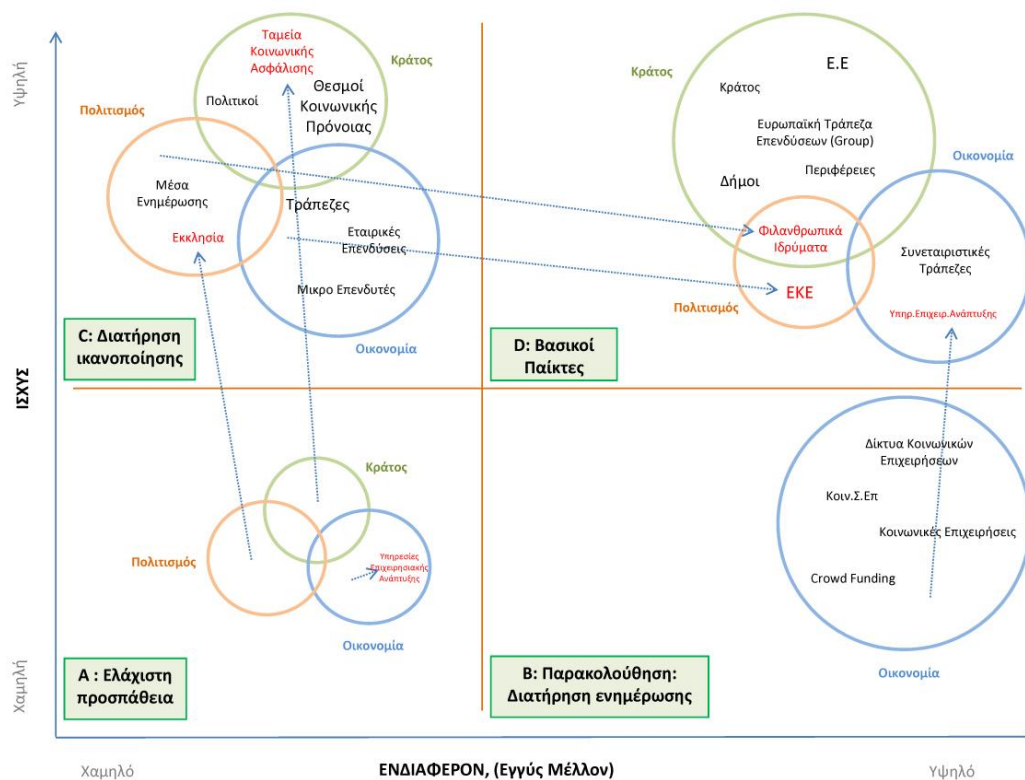 Υψηλή
ΙΣΧΥΣ
Χαμηλή
Ταμεία
Κοινωνικής
Ασφάλισης
Κράτος
Πολιτικοί
Θεσμοί
Κοινωνικής
Πρόνοιας
Πολιτισμός
Μέσα
Ενημέρωσης
Εκκλησία
Τράπεζες
Εταιρικές
Επενδύσεις
Μικρο Επενδυτές
Οικονομία
C: Διατήρηση
ικανοποίησης
Κράτος
Ε.Ε
Κράτος
Ευρωπαϊκή Τράπεζα
Επενδύσεων (Group)
Περιφέρειες
Δήμοι
Οικονομία
Φιλανθρωπικά
Ιδρύματα
ΕΚΕ
Πολιτισμός
Συνεταιριστικές
Τράπεζες
Υπηρ.Επιχειρ.Ανάπτυξης
Οικονομία
D: Βασικοί
Παίκτες
Κράτος
Πολιτισμός
Υπηρεσίες
Επιχειρησιακής
Ανάπτυξης
Οικονομία
Α : Ελάχιστη
προσπάθεια
Δίκτυα Κοινωνικών
Επιχειρήσεων
Κοιν.Σ.Επ
Κοινωνικές Επιχειρήσεις
Crowd Funding
Οικονομία
Β: Παρακολούθηση:
Διατήρηση ενημέρωσης
Χαμηλό
ΕΝΔΙΑΦΕΡΟΝ, (Εγγύς Μέλλον)
Υψηλό